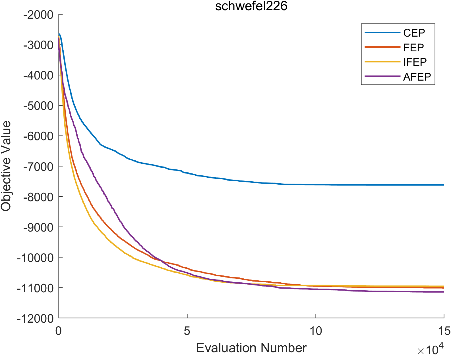 schwefel226
-2000
-3000
-4000
-5000
-6000
-7000
-8000
-9000
-10000
-11000
-12000
Objective Value
CEP
FEP
IFEP
AFEP
0 5 10 15
×10⁴
Evaluation Number